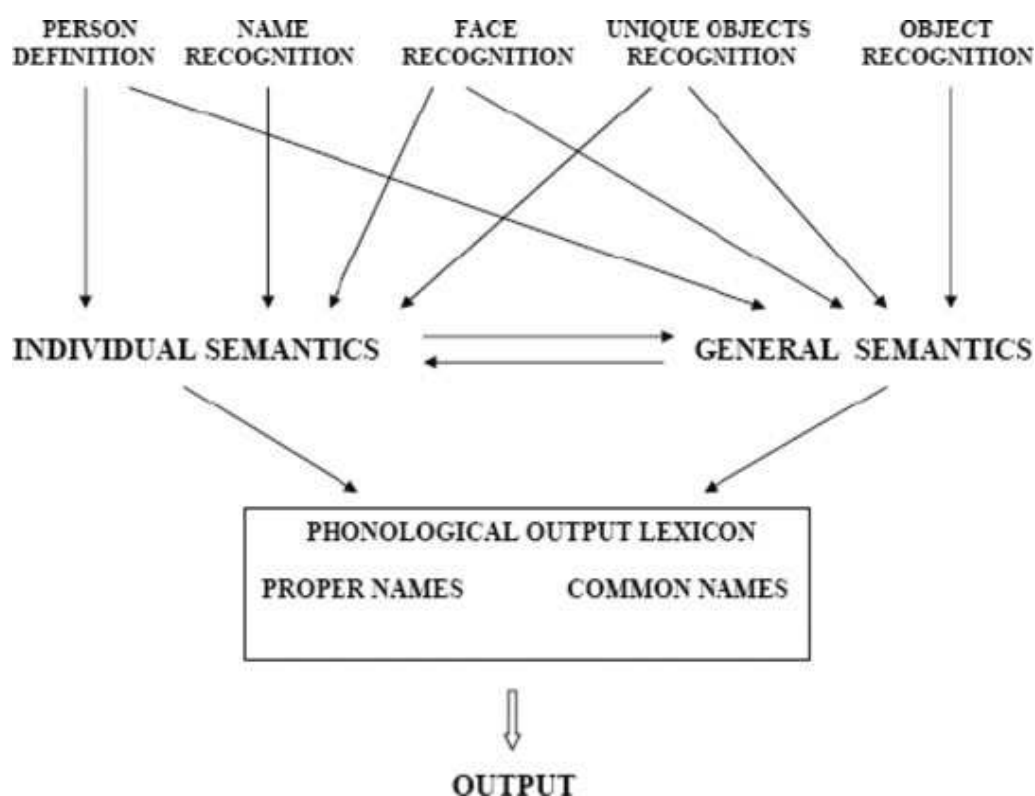 PERSON DEFINITION
NAME RECOGNITION
FACE RECOGNITION
UNIQUE OBJECTS RECOGNITION
OBJECT RECOGNITION
INDIVIDUAL SEMANTICS
GENERAL SEMANTICS
PHONOLOGICAL OUTPUT LEXICON
PROPER NAMES
COMMON NAMES
OUTPUT